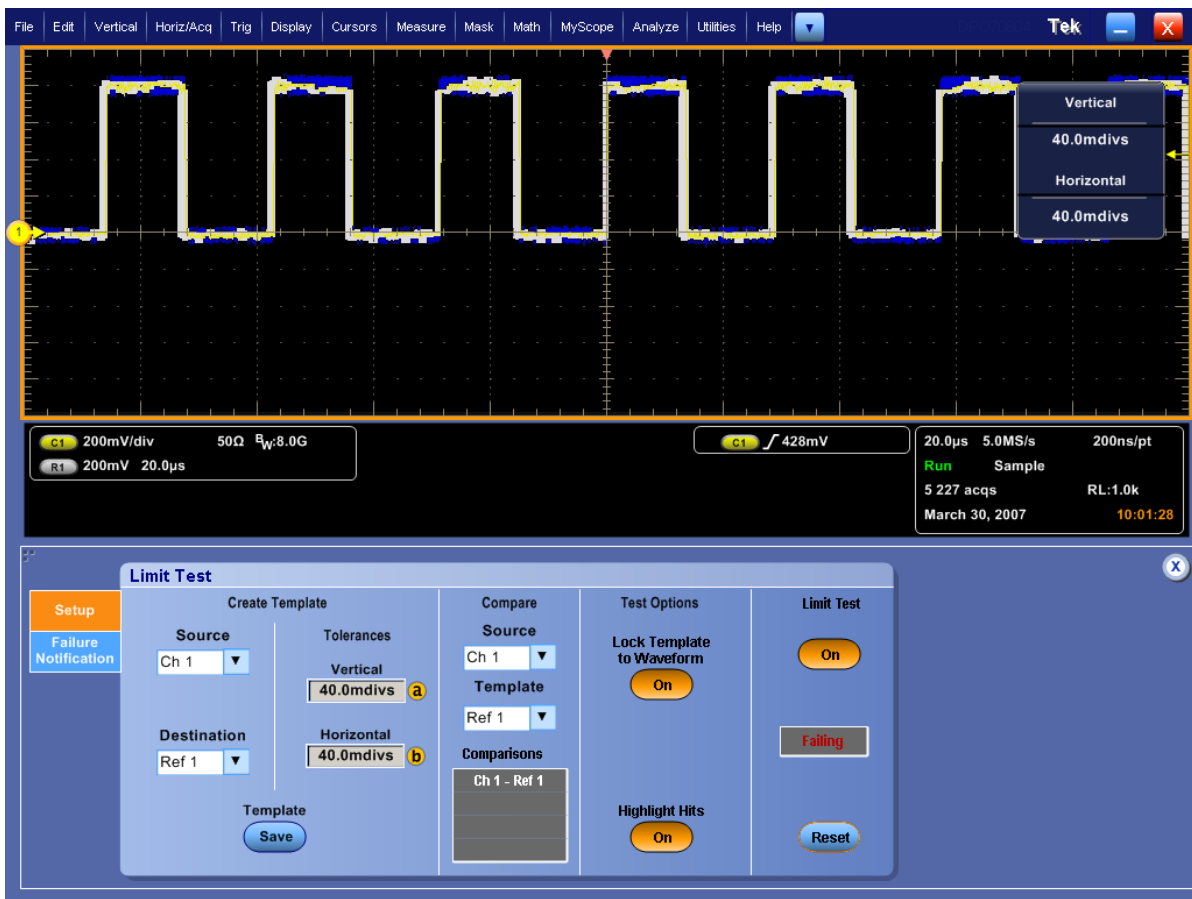 File Edit Vertical Horiz/Acq Trig Display Cursors Measure Mask Math MyScope Analyze Utilities Help Tek X
Vertical
40.0mdivs
Horizontal
40.0mdivs
1
C1 200mV/div 50Ω BW:8.0G
R1 200mV 20.0µs
C1 428mV
20.0µs 5.0MS/s 200ns/pt
Run Sample
5 227 acqs RL:1.0k
March 30, 2007 10:01:28
X
Limit Test
Setup
Failure
Notification
Create Template
Source
Ch 1
Destination
Ref 1
Tolerances
Vertical
40.0mdivs a
Horizontal
40.0mdivs b
Template
Save
Compare
Source
Ch 1
Template
Ref 1
Comparisons
Ch 1 - Ref 1
Test Options
Lock Template
to Waveform
On
Highlight Hits
On
Limit Test
On
Failing
Reset